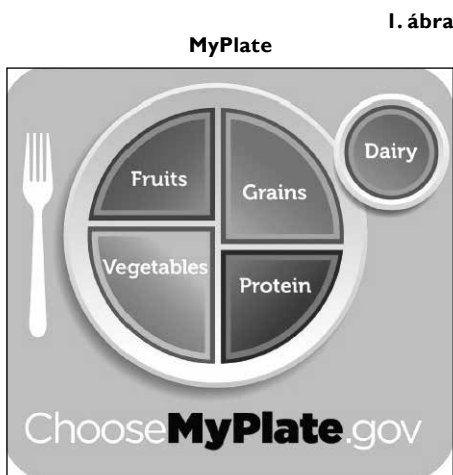 1. ábra
MyPlate
Fruits
Grains
Dairy
Vegetables
Protein
ChooseMyPlate.gov